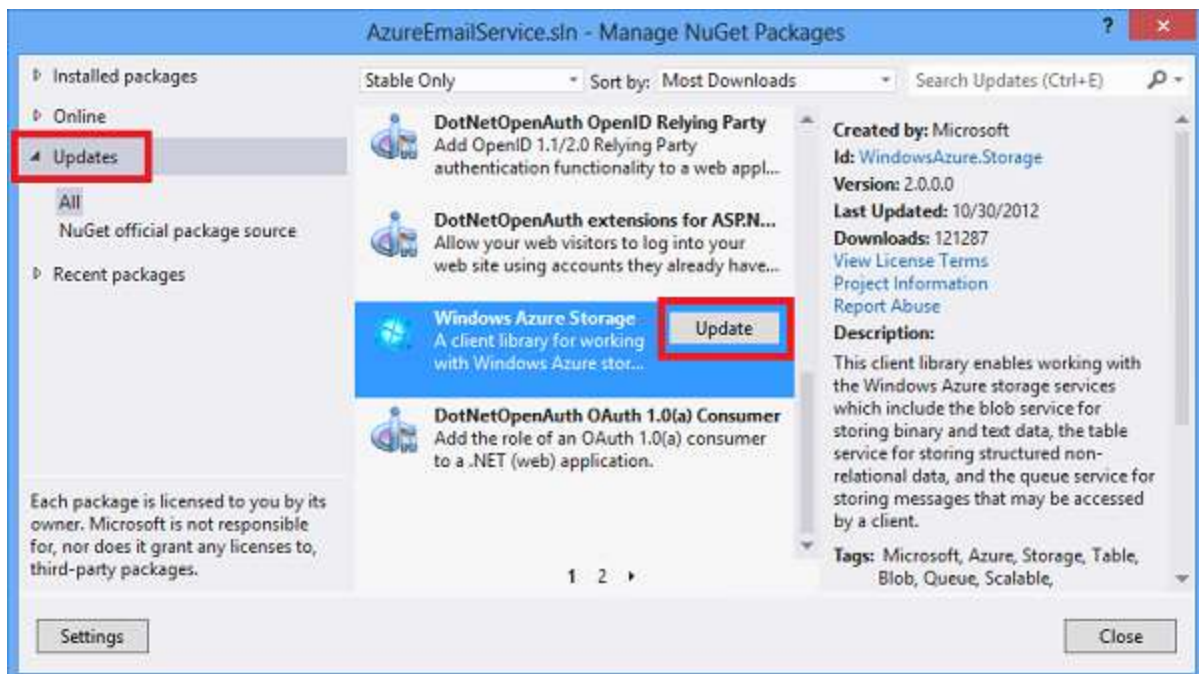 AzureEmailService.sln - Manage NuGet Packages
?
×
Installed packages
Online
Updates
All
NuGet official package source
Recent packages
Each package is licensed to you by its
owner. Microsoft is not responsible
for, nor does it grant any licenses to,
third-party packages.
Settings
Stable Only
Sort by: Most Downloads
Search Updates (Ctrl+E)
DotNetOpenAuth OpenID Relying Party
Add OpenID 1.1/2.0 Relying Party
authentication functionality to a web appl...
DotNetOpenAuth extensions for ASP.N...
Allow your web visitors to log into your
web site using accounts they already have...
Windows Azure Storage
A client library for working
with Windows Azure stor...
Update
DotNetOpenAuth OAuth 1.0(a) Consumer
Add the role of an OAuth 1.0(a) consumer
to a .NET (web) application.
1 2
Created by: Microsoft
Id: WindowsAzure.Storage
Version: 2.0.0.0
Last Updated: 10/30/2012
Downloads: 121287
View License Terms
Project Information
Report Abuse
Description:
This client library enables working with
the Windows Azure storage services
which include the blob service for
storing binary and text data, the table
service for storing structured non-
relational data, and the queue service for
storing messages that may be accessed
by a client.
Tags: Microsoft, Azure, Storage, Table,
Blob, Queue, Scalable,
Close